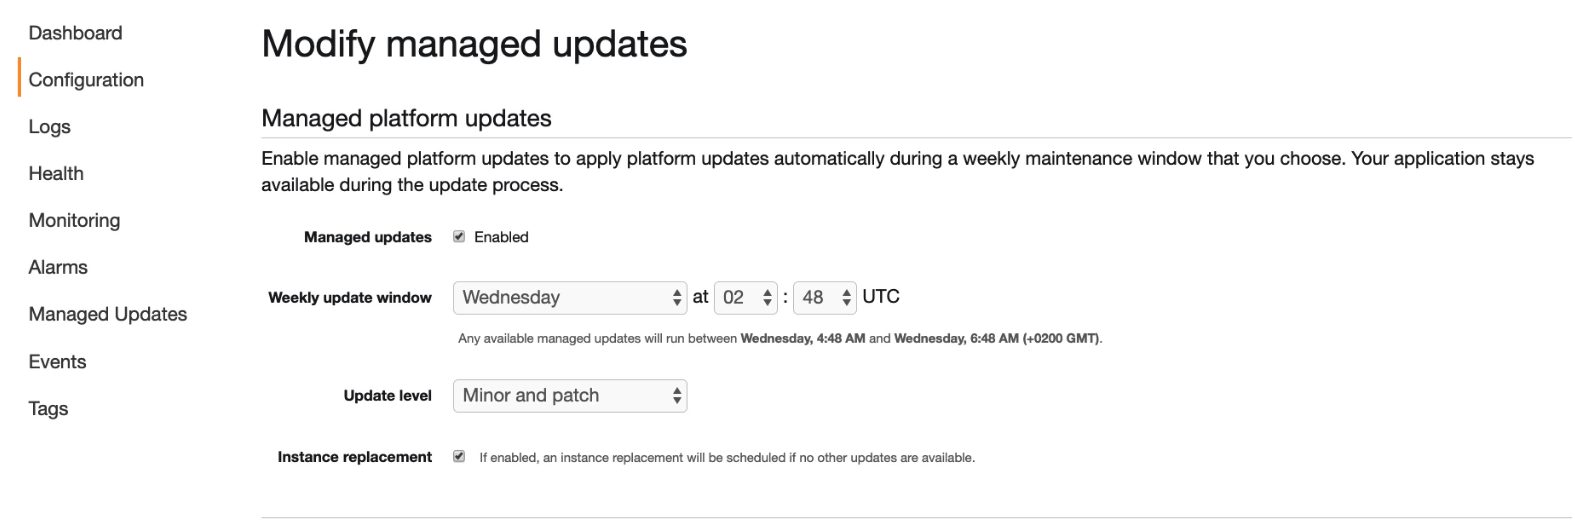 Dashboard
Configuration
Logs
Health
Monitoring
Alarms
Managed Updates
Events
Tags
Modify managed updates
Managed platform updates
Enable managed platform updates to apply platform updates automatically during a weekly maintenance window that you choose. Your application stays
available during the update process.
Managed updates Enabled
Weekly update window Wednesday at 02 : 48 UTC
Any available managed updates will run between Wednesday, 4:48 AM and Wednesday, 6:48 AM (+0200 GMT).
Update level Minor and patch
Instance replacement If enabled, an instance replacement will be scheduled if no other updates are available.